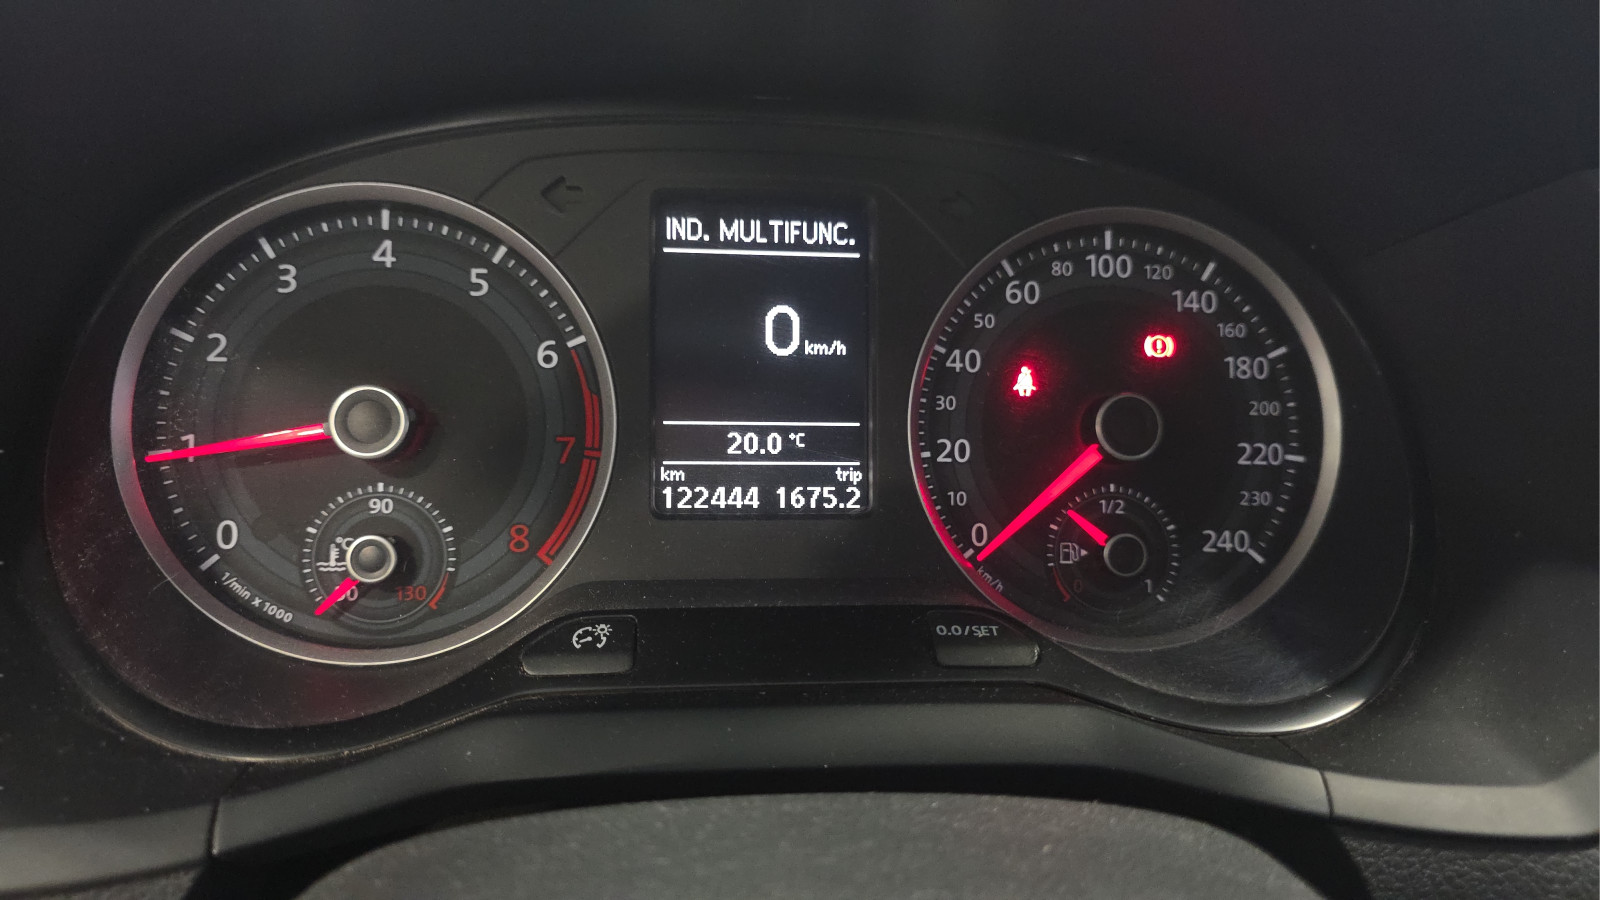 IND. MULTIFUNC.
0 km/h
20.0 °C
km trip
122444 1675.2
0 1 2 3 4 5 6 7 8
1/min x 1000
°C
90
130
0 10 20 30 40 50 60 80 100 120 140 160 180 200 220 230 240
km/h
0 1/2 1
0.0/SET